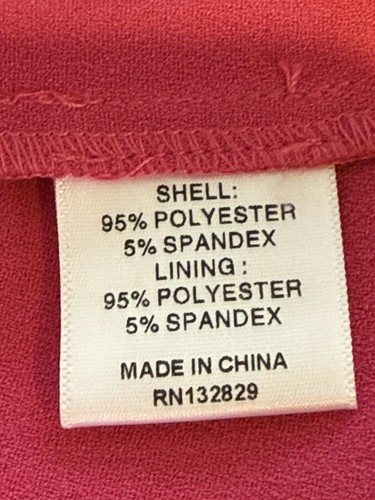 SHELL:
95% POLYESTER
5% SPANDEX
LINING :
95% POLYESTER
5% SPANDEX
MADE IN CHINA
RN132829